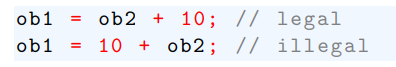 ob1 = ob2 + 10; // legal
ob1 = 10 + ob2; // illegal